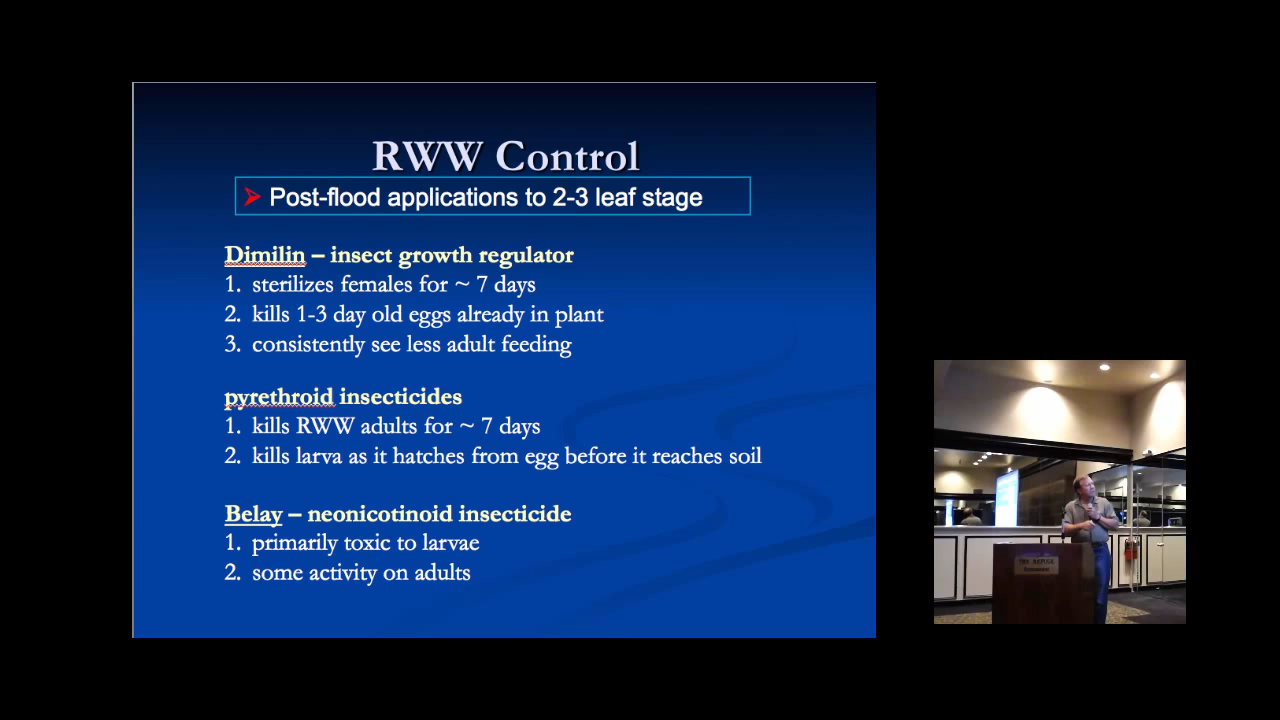 RWW Control
➢ Post-flood applications to 2-3 leaf stage
Dimilin – insect growth regulator
1. sterilizes females for ~ 7 days
2. kills 1-3 day old eggs already in plant
3. consistently see less adult feeding
pyrethroid insecticides
1. kills RWW adults for ~ 7 days
2. kills larva as it hatches from egg before it reaches soil
Belay – neonicotinoid insecticide
1. primarily toxic to larvae
2. some activity on adults